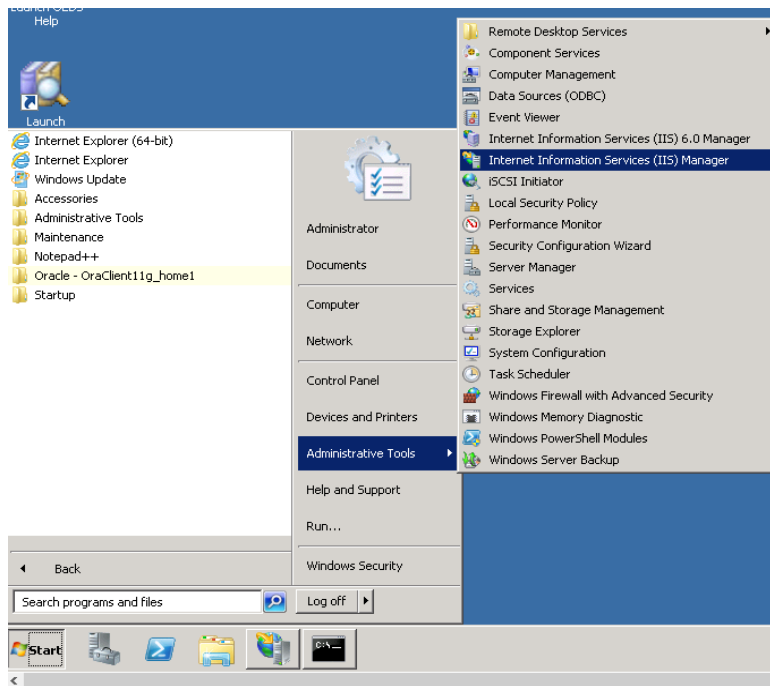 Help
Launch
Internet Explorer (64-bit)
Internet Explorer
Windows Update
Accessories
Administrative Tools
Maintenance
Notepad++
Oracle - OraClient11g_home1
Startup
Back
Search programs and files
Administrator
Documents
Computer
Network
Control Panel
Devices and Printers
Administrative Tools
Help and Support
Run...
Windows Security
Log off
Remote Desktop Services
Component Services
Computer Management
Data Sources (ODBC)
Event Viewer
Internet Information Services (IIS) 6.0 Manager
Internet Information Services (IIS) Manager
iSCSI Initiator
Local Security Policy
Performance Monitor
Security Configuration Wizard
Server Manager
Services
Share and Storage Management
Storage Explorer
System Configuration
Task Scheduler
Windows Firewall with Advanced Security
Windows Memory Diagnostic
Windows PowerShell Modules
Windows Server Backup
Start